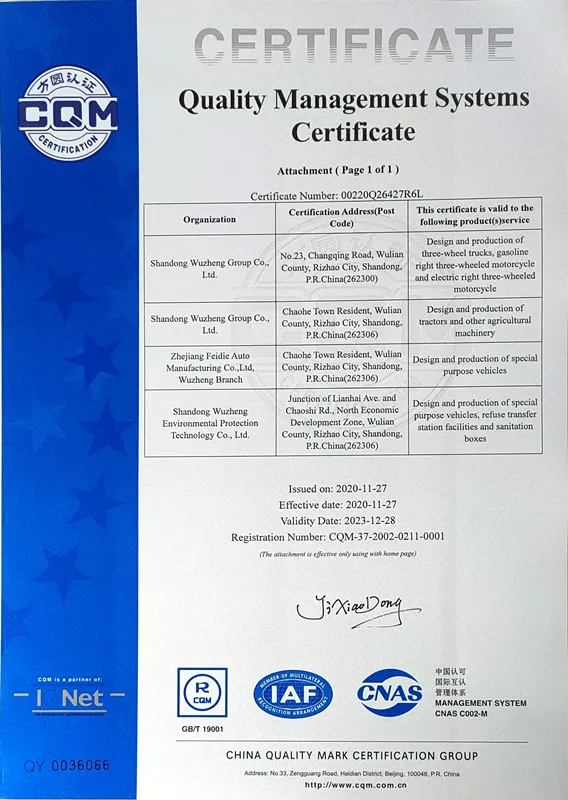 CERTIFICATE
方圆认证
CQM
CERTIFICATION
Quality Management Systems
Certificate
Attachment ( Page 1 of 1 )
Certificate Number: 00220Q26427R6L
Organization
Certification Address(Post
Code)
This certificate is valid to the
following product(s)service
Shandong Wuzheng Group Co.,
Ltd.
No.23, Changqing Road, Wulian
County, Rizhao City, Shandong,
P.R.China(262300)
Design and production of
three-wheel trucks, gasoline
right three-wheeled motorcycle
and electric right three-wheeled
motorcycle
Shandong Wuzheng Group Co.,
Ltd.
Chaohe Town Resident, Wulian
County, Rizhao City, Shandong,
P.R.China(262306)
Design and production of
tractors and other agricultural
machinery
Zhejiang Feidie Auto
Manufacturing Co.,Ltd,
Wuzheng Branch
Chaohe Town Resident, Wulian
County, Rizhao City, Shandong,
P.R.China(262306)
Design and production of special
purpose vehicles
Shandong Wuzheng
Environmental Protection
Technology Co., Ltd.
Junction of Lianhai Ave. and
Chaoshi Rd., North Economic
Development Zone, Wulian
County, Rizhao City, Shandong,
P.R.China(262306)
Design and production of special
purpose vehicles, refuse transfer
station facilities and sanitation
boxes
Issued on: 2020-11-27
Effective date: 2020-11-27
Validity Date: 2023-12-28
Registration Number: CQM-37-2002-0211-0001
(The attachment is effective only using with home page)
Ji XiaoDong
CQM is a partner of:
I Net
R
CQM
GB/T 19001
MEMBER OF MULTILATERAL
IAF
RECOGNITION ARRANGEMENT
CNAS
中国认可
国际互认
管理体系
MANAGEMENT SYSTEM
CNAS C002-M
QY 0036066
CHINA QUALITY MARK CERTIFICATION GROUP
Address: No.33, Zengguang Road, Haidian District, Beijing, 100048, P.R. China
http://www.cqm.com.cn